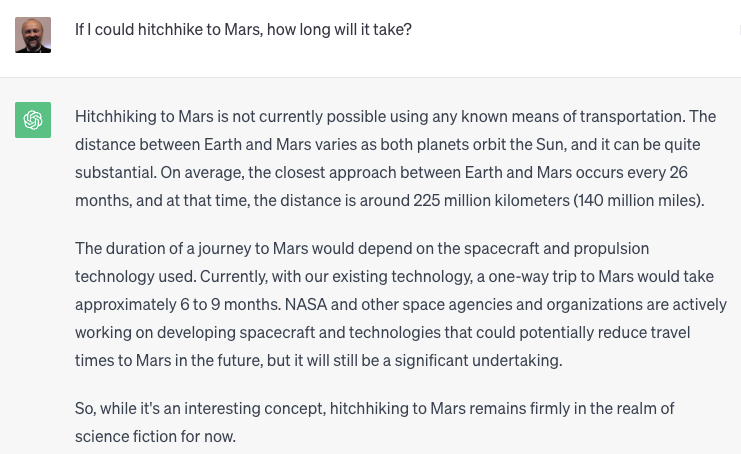 If I could hitchhike to Mars, how long will it take?
Hitchhiking to Mars is not currently possible using any known means of transportation. The
distance between Earth and Mars varies as both planets orbit the Sun, and it can be quite
substantial. On average, the closest approach between Earth and Mars occurs every 26
months, and at that time, the distance is around 225 million kilometers (140 million miles).
The duration of a journey to Mars would depend on the spacecraft and propulsion
technology used. Currently, with our existing technology, a one-way trip to Mars would take
approximately 6 to 9 months. NASA and other space agencies and organizations are actively
working on developing spacecraft and technologies that could potentially reduce travel
times to Mars in the future, but it will still be a significant undertaking.
So, while it's an interesting concept, hitchhiking to Mars remains firmly in the realm of
science fiction for now.